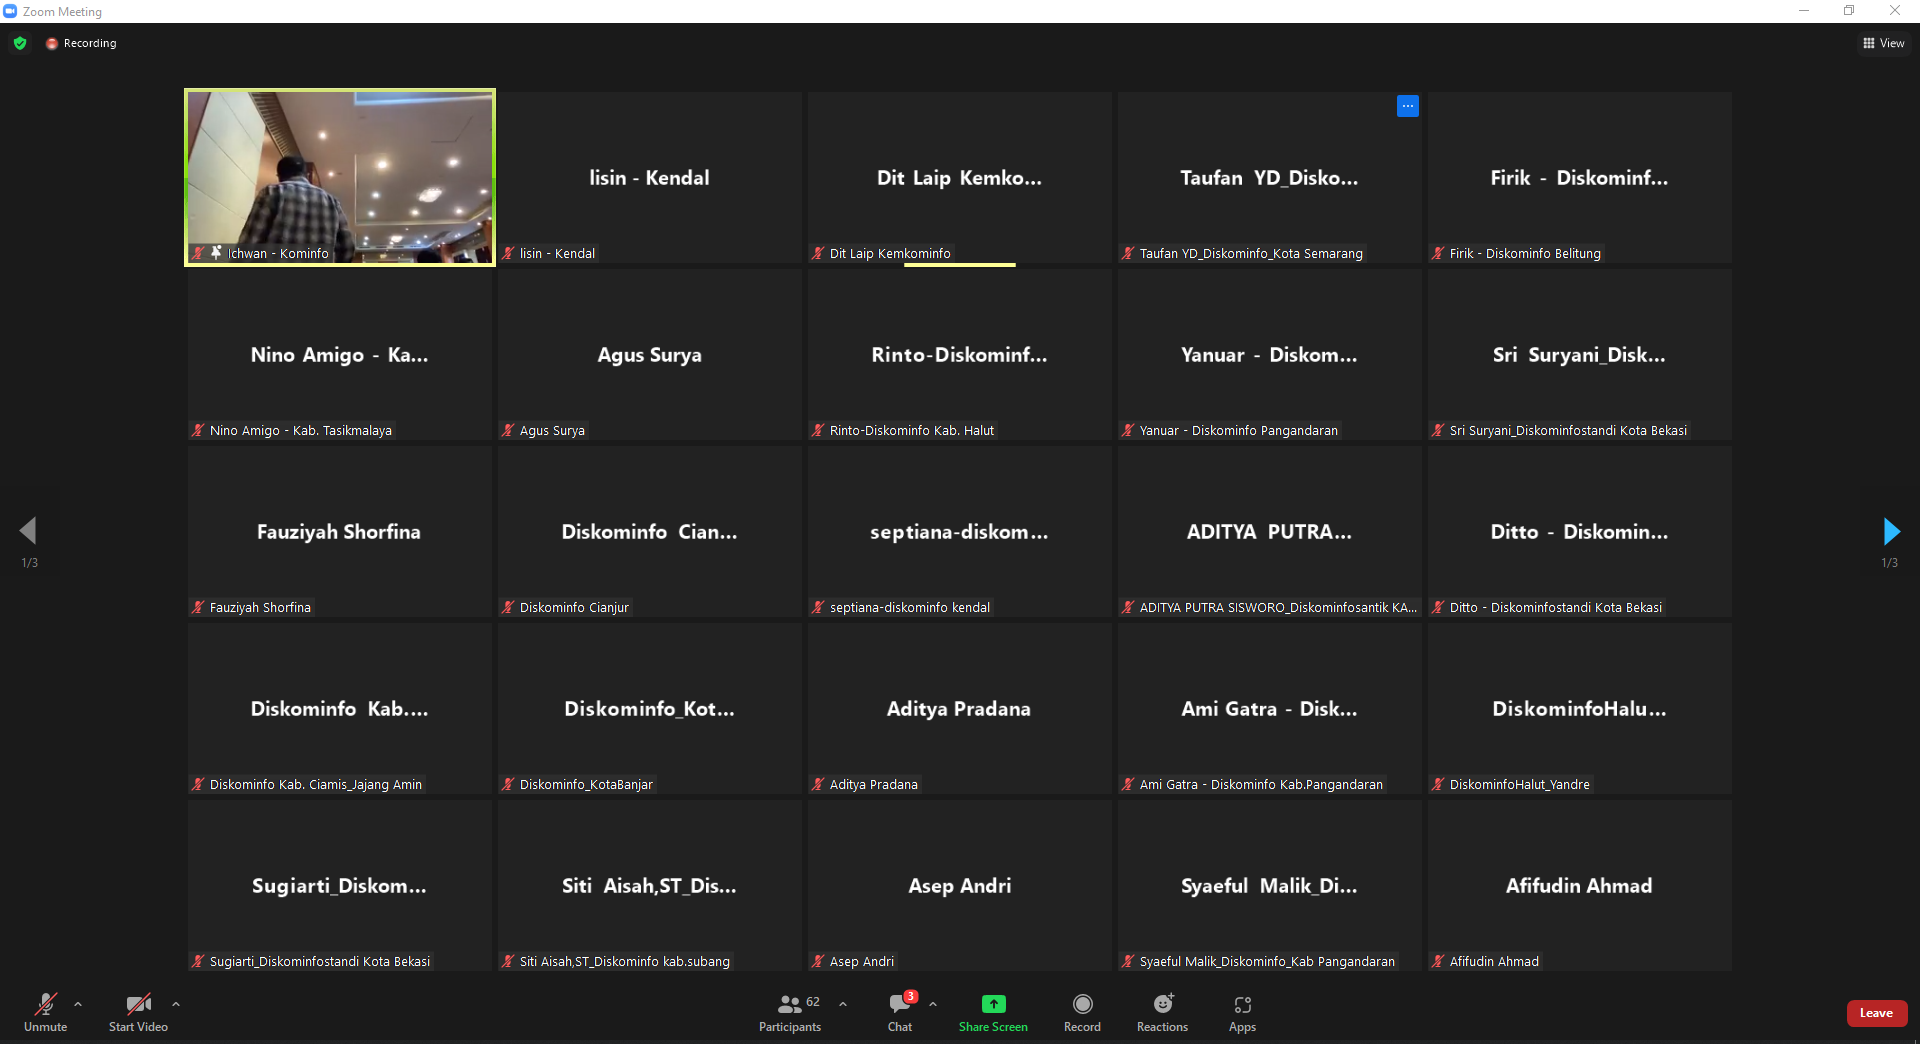 Zoom Meeting
Recording
View
Ichwan - Kominfo
lisin - Kendal
lisin - Kendal
Dit Laip Kemko...
Dit Laip Kemkominfo
Taufan YD_Disko...
Taufan YD_Diskominfo_Kota Semarang
Firik - Diskominf...
Firik - Diskominfo Belitung
Nino Amigo - Ka...
Nino Amigo - Kab. Tasikmalaya
Agus Surya
Agus Surya
Rinto-Diskominf...
Rinto-Diskominfo Kab. Halut
Yanuar - Diskom...
Yanuar - Diskominfo Pangandaran
Sri Suryani_Disk...
Sri Suryani_Diskominfostandi Kota Bekasi
Fauziyah Shorfina
Fauziyah Shorfina
Diskominfo Cian...
Diskominfo Cianjur
septiana-diskom...
septiana-diskominfo kendal
ADITYA PUTRA...
ADITYA PUTRA SISWORO_Diskominfosantik KA...
Ditto - Diskomin...
Ditto - Diskominfostandi Kota Bekasi
1/3
1/3
Diskominfo Kab....
Diskominfo Kab. Ciamis_Jajang Amin
Diskominfo_Kot...
Diskominfo_KotaBanjar
Aditya Pradana
Aditya Pradana
Ami Gatra - Disk...
Ami Gatra - Diskominfo Kab.Pangandaran
DiskominfoHalu...
DiskominfoHalut_Yandre
Sugiarti_Diskom...
Sugiarti_Diskominfostandi Kota Bekasi
Siti Aisah,ST_Dis...
Siti Aisah,ST_Diskominfo kab.subang
Asep Andri
Asep Andri
Syaeful Malik_Di...
Syaeful Malik_Diskominfo_Kab Pangandaran
Afifudin Ahmad
Afifudin Ahmad
Unmute
Start Video
62
Participants
3
Chat
Share Screen
Record
Reactions
Apps
Leave